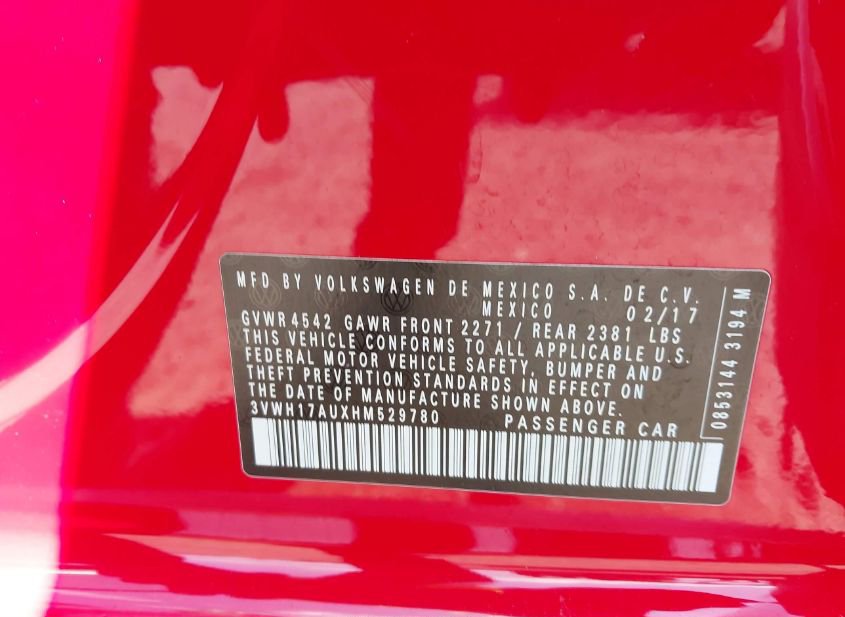 MFD BY VOLKSWAGEN DE MEXICO S.A. DE C.V.
MEXICO 02/17
GVWR 4542 GAWR FRONT 2271 / REAR 2381 LBS
THIS VEHICLE CONFORMS TO ALL APPLICABLE U.S.
FEDERAL MOTOR VEHICLE SAFETY, BUMPER AND
THEFT PREVENTION STANDARDS IN EFFECT ON
THE DATE OF MANUFACTURE SHOWN ABOVE.
3VWH17AUXHM529780 PASSENGER CAR
0853144 3194 M